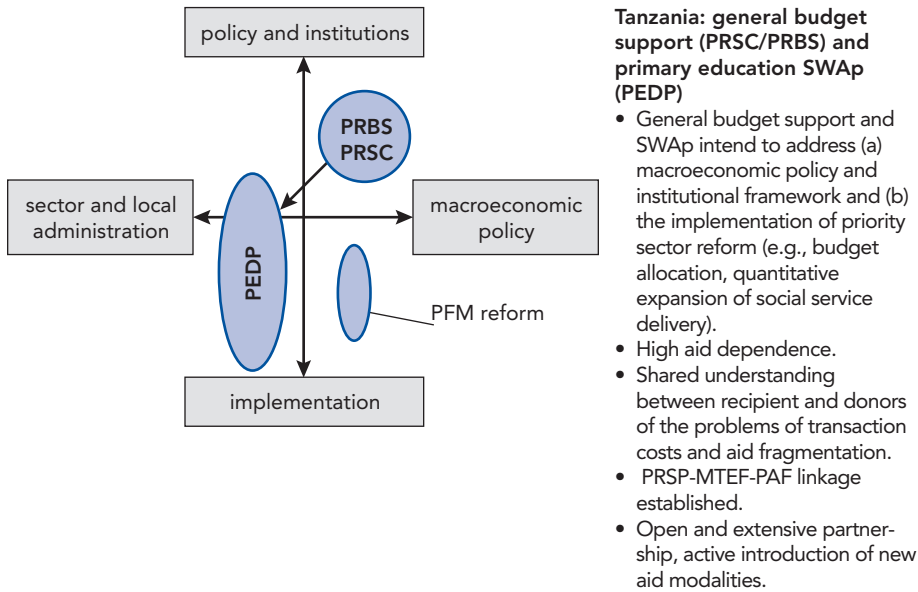 policy and institutions
PRBS
PRSC
sector and local
administration
macroeconomic
policy
PEDP
PFM reform
implementation
Tanzania: general budget
support (PRSC/PRBS) and
primary education SWAp
(PEDP)
• General budget support and
SWAp intend to address (a)
macroeconomic policy and
institutional framework and (b)
the implementation of priority
sector reform (e.g., budget
allocation, quantitative
expansion of social service
delivery).
• High aid dependence.
• Shared understanding
between recipient and donors
of the problems of transaction
costs and aid fragmentation.
• PRSP-MTEF-PAF linkage
established.
• Open and extensive partner-
ship, active introduction of new
aid modalities.